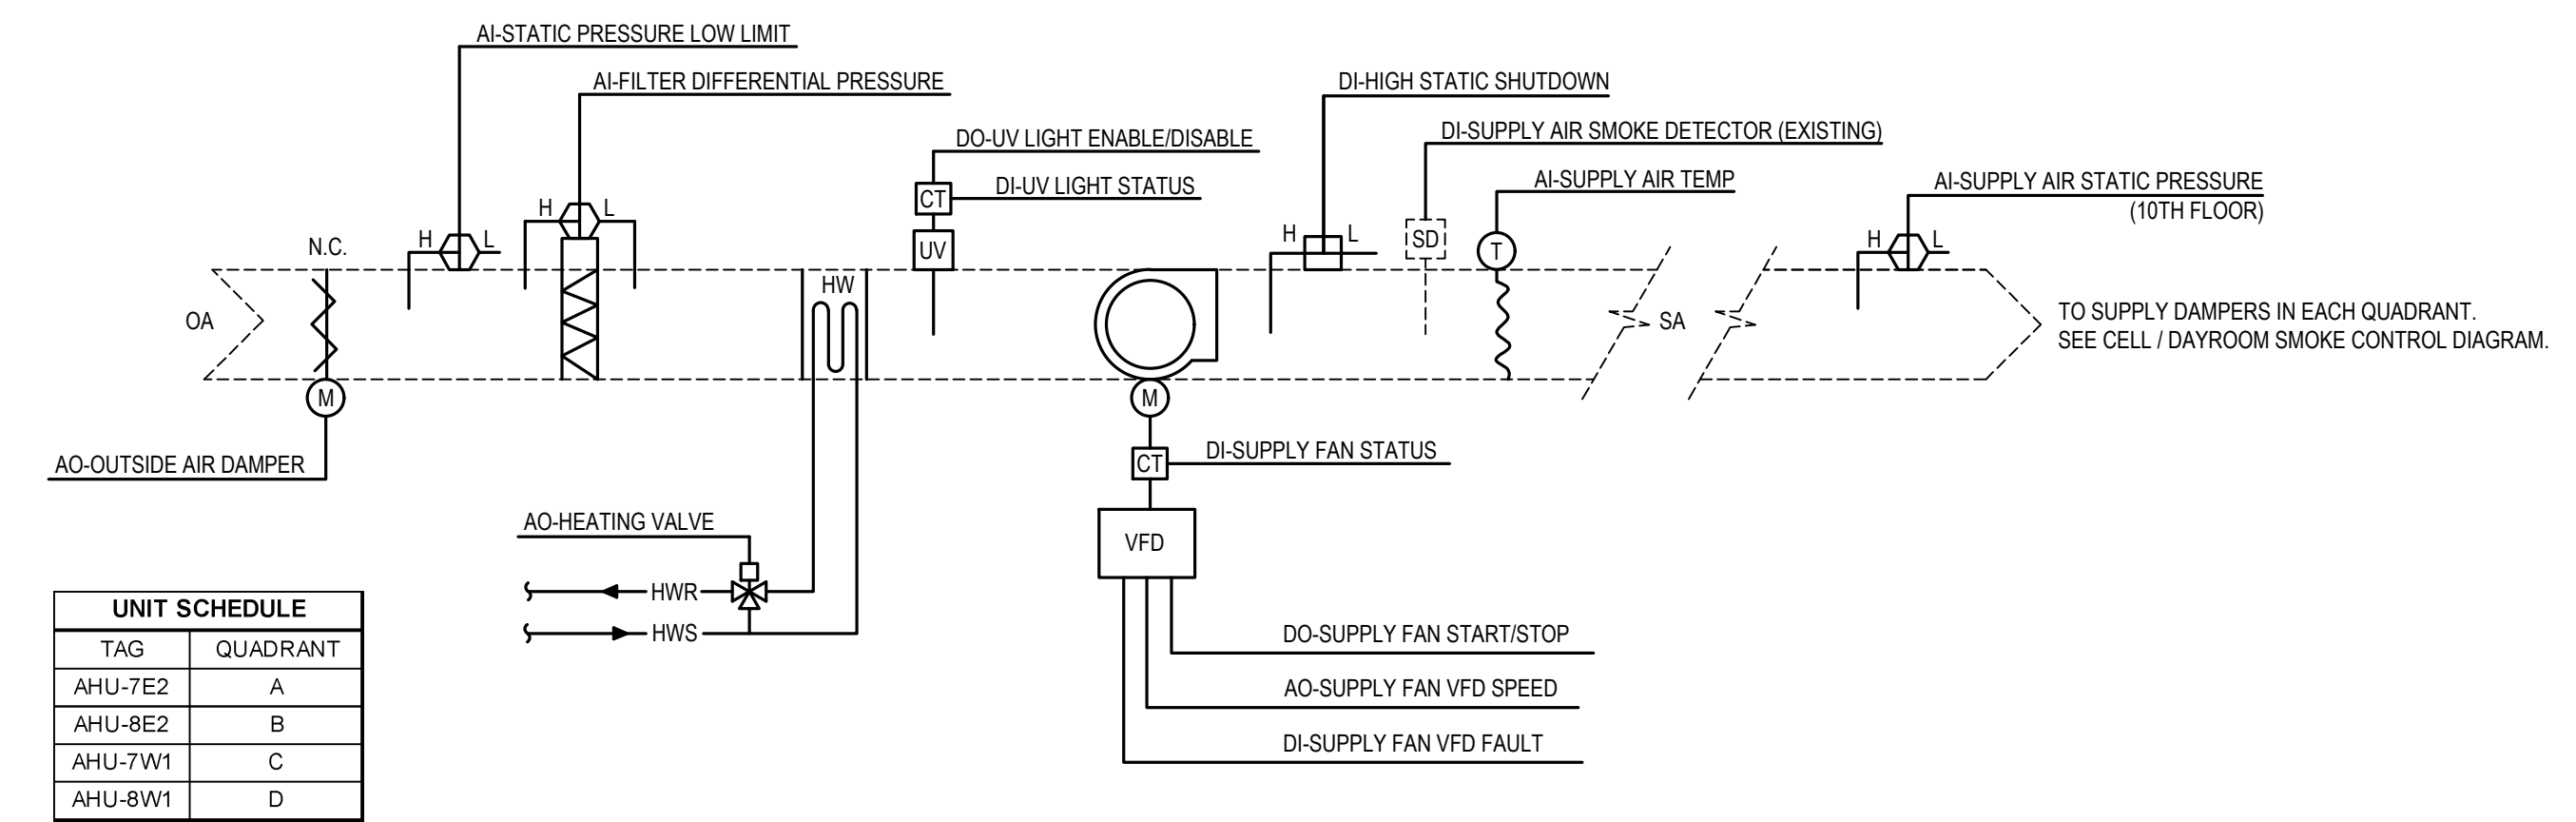 AI-STATIC PRESSURE LOW LIMIT
AI-FILTER DIFFERENTIAL PRESSURE
DI-HIGH STATIC SHUTDOWN
DO-UV LIGHT ENABLE/DISABLE
DI-SUPPLY AIR SMOKE DETECTOR (EXISTING)
CT
DI-UV LIGHT STATUS
AI-SUPPLY AIR TEMP
AI-SUPPLY AIR STATIC PRESSURE
(10TH FLOOR)
H L
H L
N.C.
UV
H L
SD
T
H L
HW
OA
SA
TO SUPPLY DAMPERS IN EACH QUADRANT.
SEE CELL / DAYROOM SMOKE CONTROL DIAGRAM.
M
M
AO-OUTSIDE AIR DAMPER
CT
DI-SUPPLY FAN STATUS
AO-HEATING VALVE
VFD
HWR
HWS
DO-SUPPLY FAN START/STOP
AO-SUPPLY FAN VFD SPEED
DI-SUPPLY FAN VFD FAULT
UNIT SCHEDULE
TAG QUADRANT
AHU-7E2 A
AHU-8E2 B
AHU-7W1 C
AHU-8W1 D